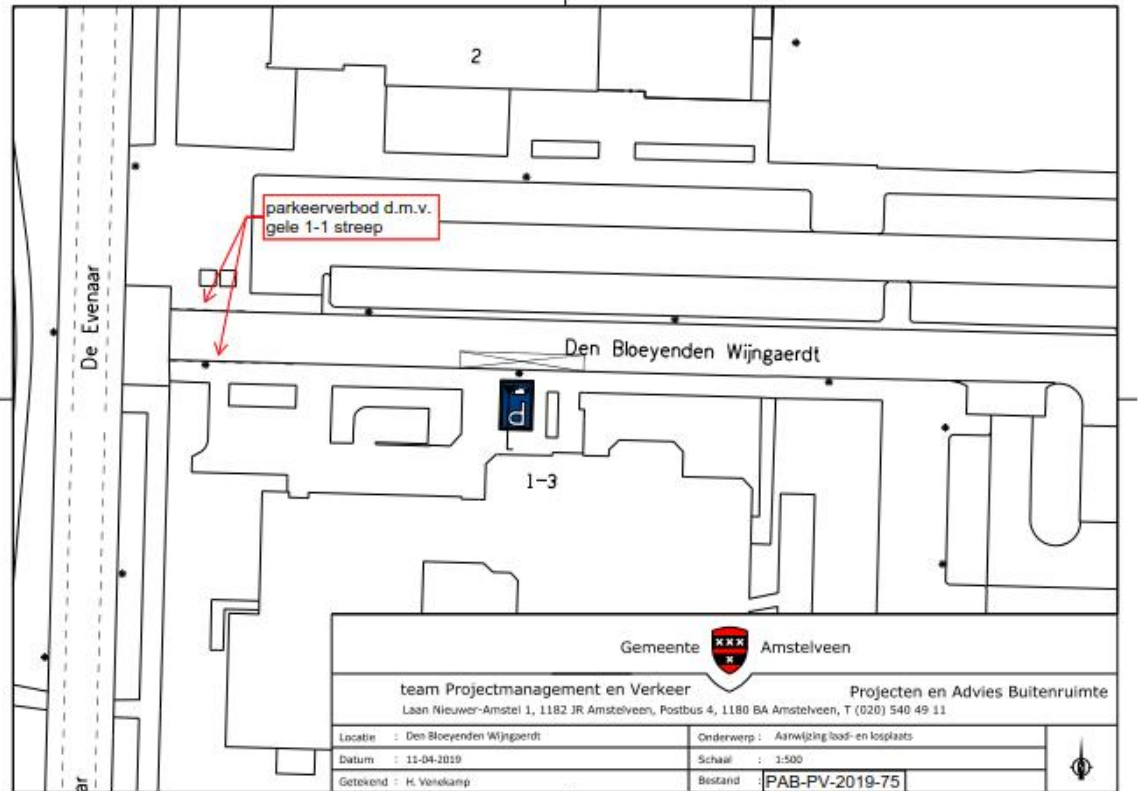 2
parkeerverbod d.m.v.
gele 1-1 streep
De Evenaar
Den Bloeyenden Wijngaerdt
P
1-3
ar
Gemeente Amstelveen
team Projectmanagement en Verkeer
Projecten en Advies Buitenruimte
Laan Nieuwer-Amstel 1, 1182 JR Amstelveen, Postbus 4, 1180 BA Amstelveen, T (020) 540 49 11
Locatie : Den Bloeyenden Wijngaerdt
Onderwerp : Aanwijzing laad- en losplaats
Datum : 11-04-2019
Schaal : 1:500
Getekend : H. Venekamp
Bestand : PAB-PV-2019-75